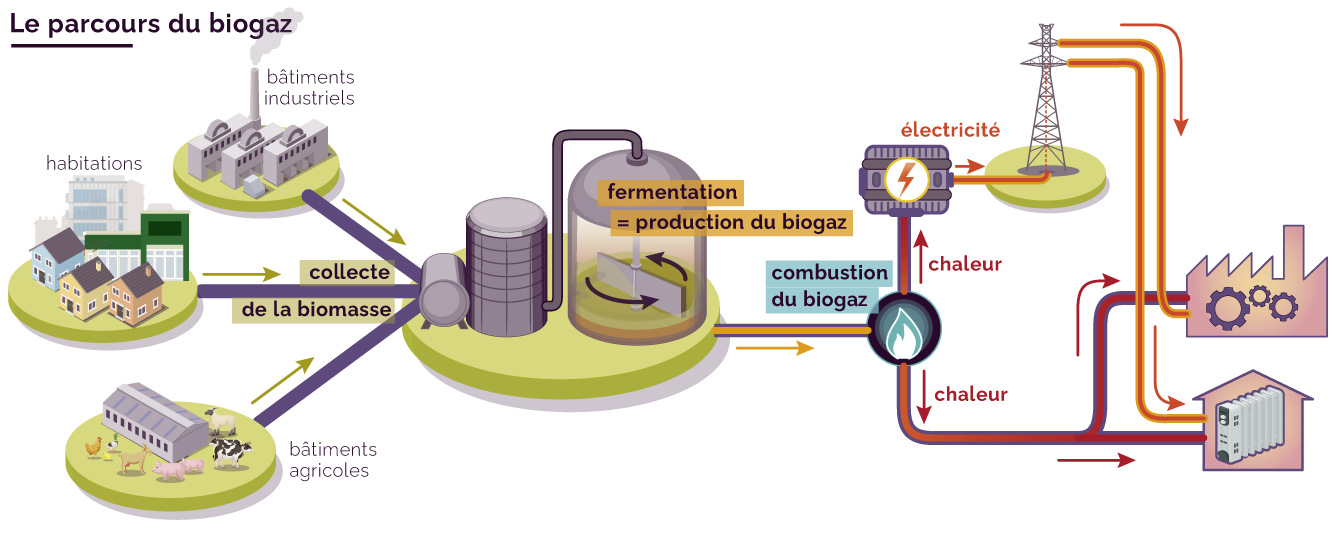 Le parcours du biogaz
bâtiments
industriels
habitations
électricité
fermentation
= production du biogaz
collecte
de la biomasse
combustion
du biogaz
chaleur
chaleur
bâtiments
agricoles